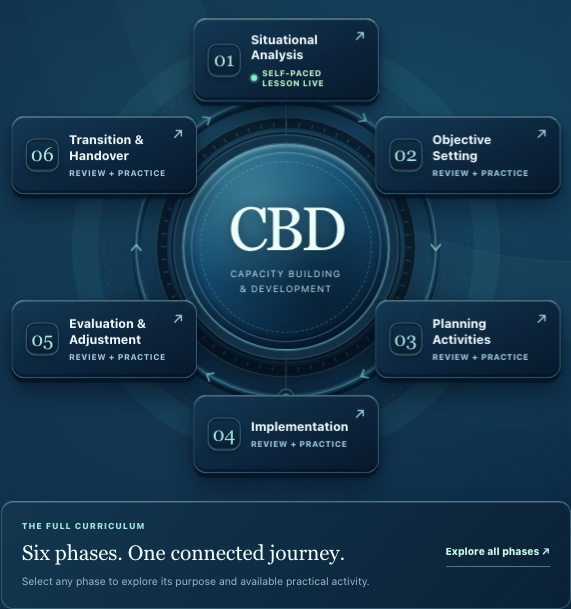 01
Situational
Analysis
SELF-PACED
LESSON LIVE
06
Transition &
Handover
REVIEW + PRACTICE
02
Objective
Setting
REVIEW + PRACTICE
CBD
CAPACITY BUILDING
& DEVELOPMENT
05
Evaluation &
Adjustment
REVIEW + PRACTICE
03
Planning
Activities
REVIEW + PRACTICE
04
Implementation
REVIEW + PRACTICE
THE FULL CURRICULUM
Six phases. One connected journey.
Explore all phases ↗
Select any phase to explore its purpose and available practical activity.